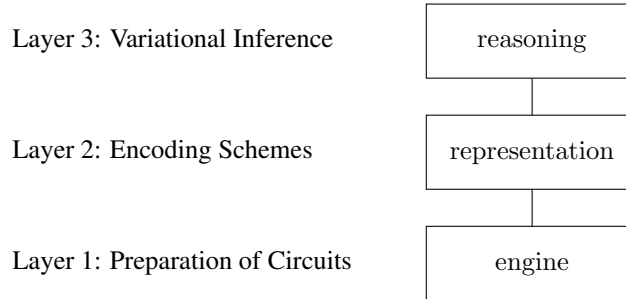 Layer 3: Variational Inference reasoning
Layer 2: Encoding Schemes representation
Layer 1: Preparation of Circuits engine